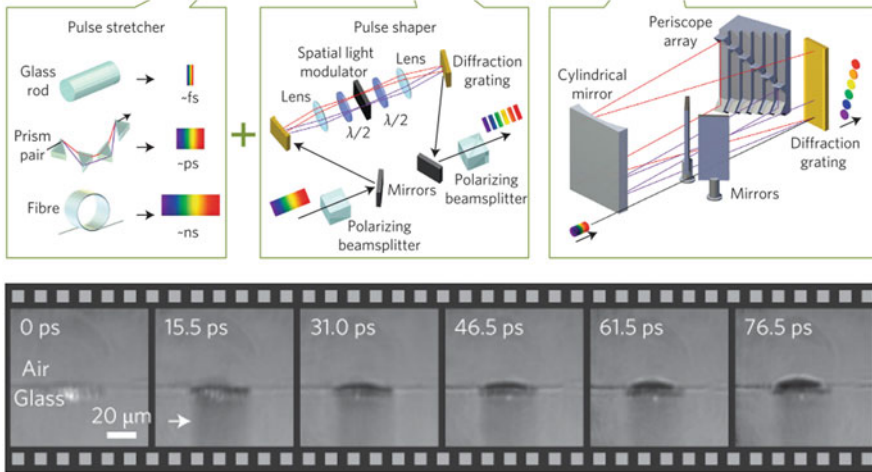 Pulse stretcher
Glass
rod
~fs
Prism
pair
~ps
Fibre
~ns
+
Pulse shaper
Spatial light
modulator
Lens
Lens
λ/2
λ/2
Diffraction
grating
Mirrors
Polarizing
beamsplitter
Polarizing
beamsplitter
Periscope
array
Cylindrical
mirror
Mirrors
Diffraction
grating
0 ps
15.5 ps
31.0 ps
46.5 ps
61.5 ps
76.5 ps
Air
Glass
20 μm